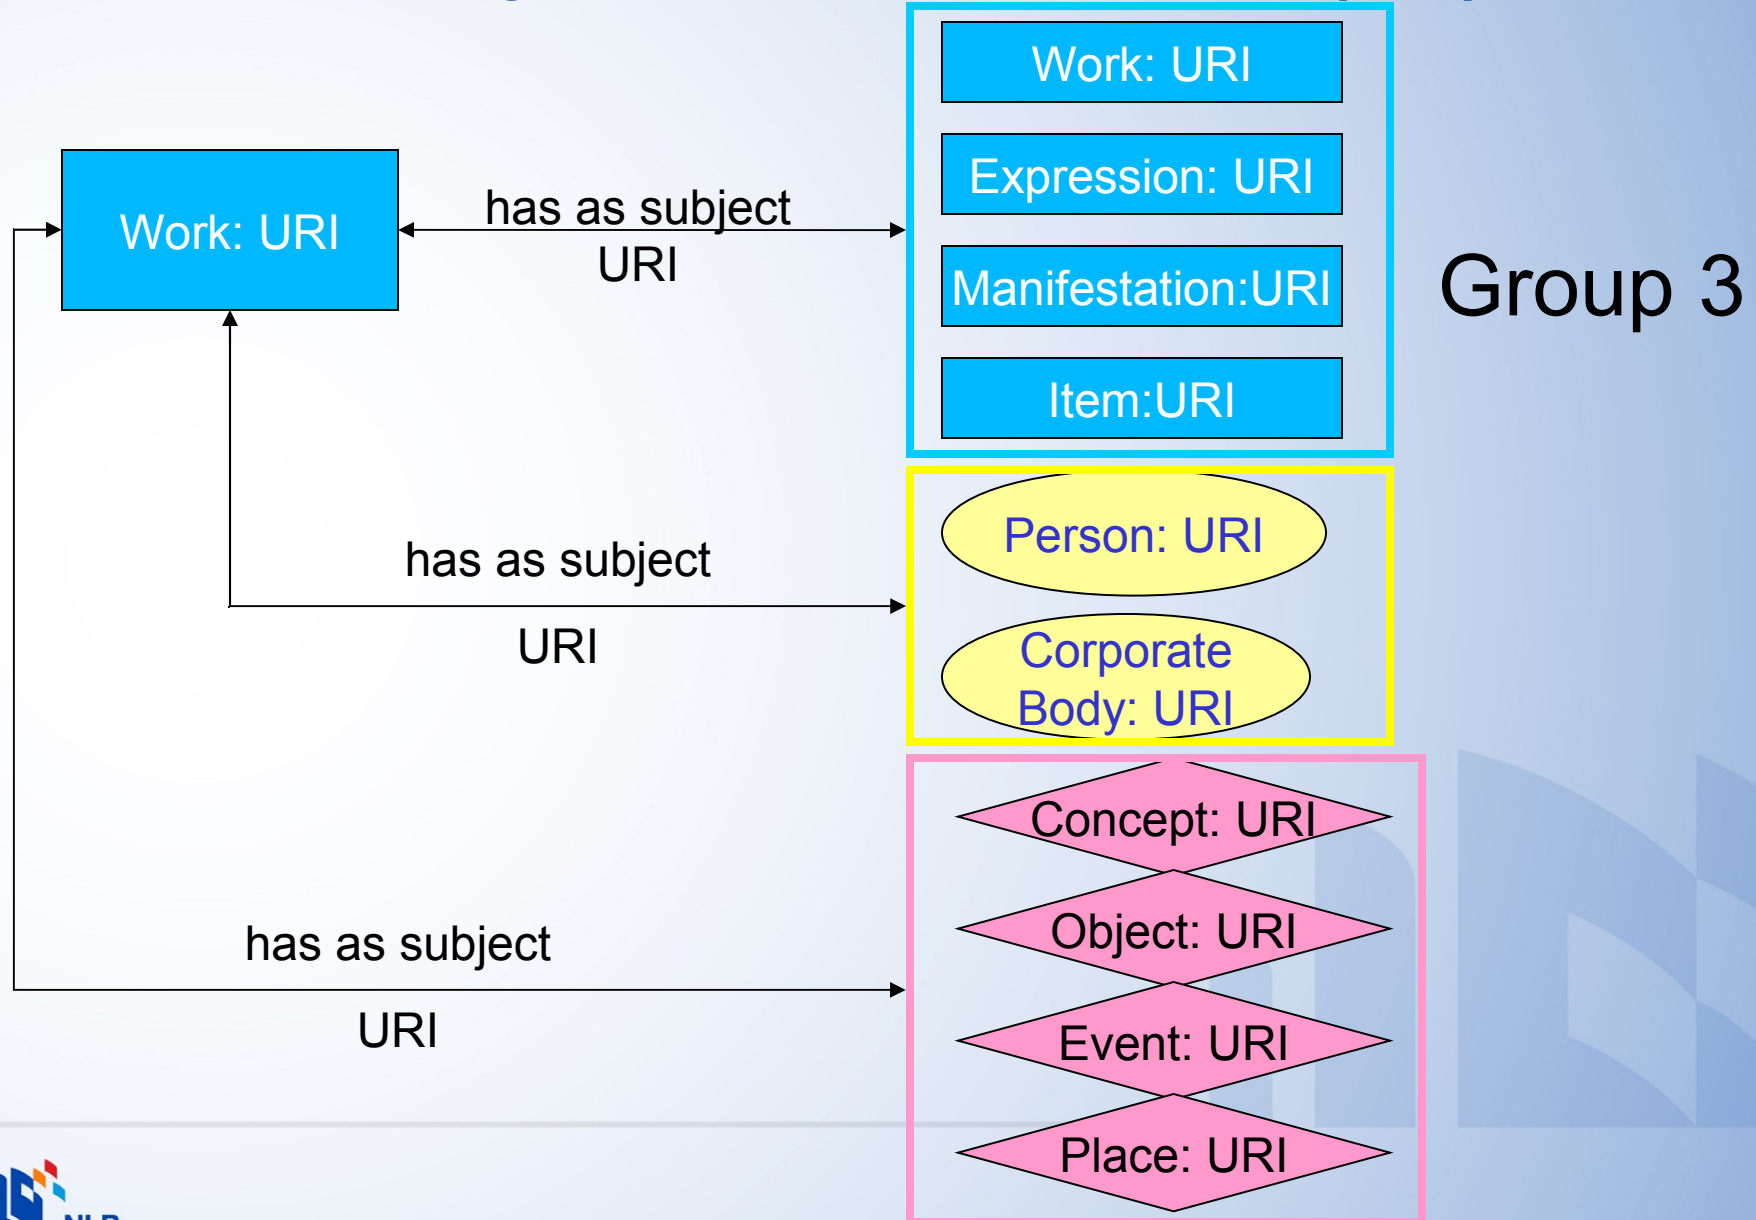 Work: URI
has as subject
URI
Work: URI
Expression: URI
Manifestation:URI
Item:URI
Group 3
has as subject
URI
Person: URI
Corporate
Body: URI
has as subject
URI
Concept: URI
Object: URI
Event: URI
Place: URI